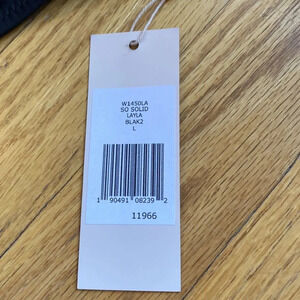 W1450LA
SO SOLID
LAYLA
BLAK2
L
1 90491 08239 2
11966